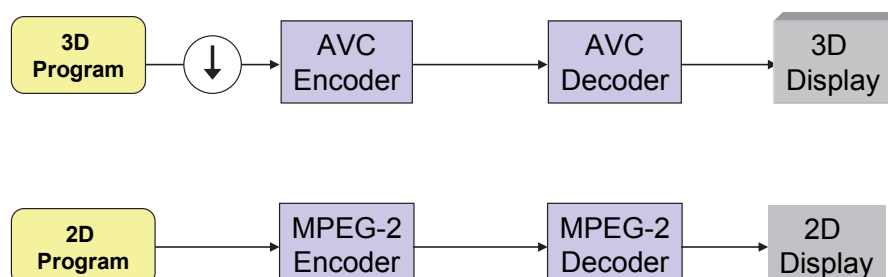 3D
Program
AVC
Encoder
AVC
Decoder
3D
Display
2D
Program
MPEG-2
Encoder
MPEG-2
Decoder
2D
Display